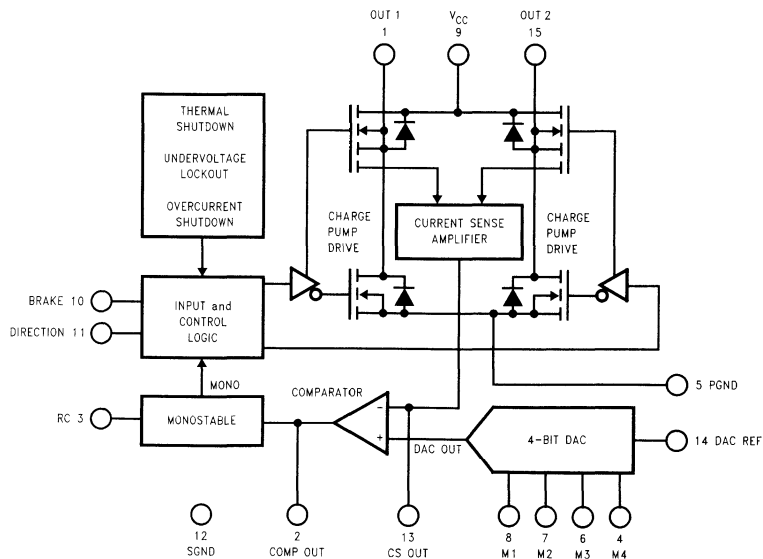 OUT 1
1
VCC
9
OUT 2
15
THERMAL
SHUTDOWN
UNDERVOLTAGE
LOCKOUT
OVERCURRENT
SHUTDOWN
CHARGE
PUMP
DRIVE
CURRENT SENSE
AMPLIFIER
CHARGE
PUMP
DRIVE
BRAKE 10
DIRECTION 11
INPUT and
CONTROL
LOGIC
MONO
COMPARATOR
5 PGND
RC 3
MONOSTABLE
-
+
DAC OUT
4-BIT DAC
14 DAC REF
12
SGND
2
COMP OUT
13
CS OUT
8
M1
7
M2
6
M3
4
M4